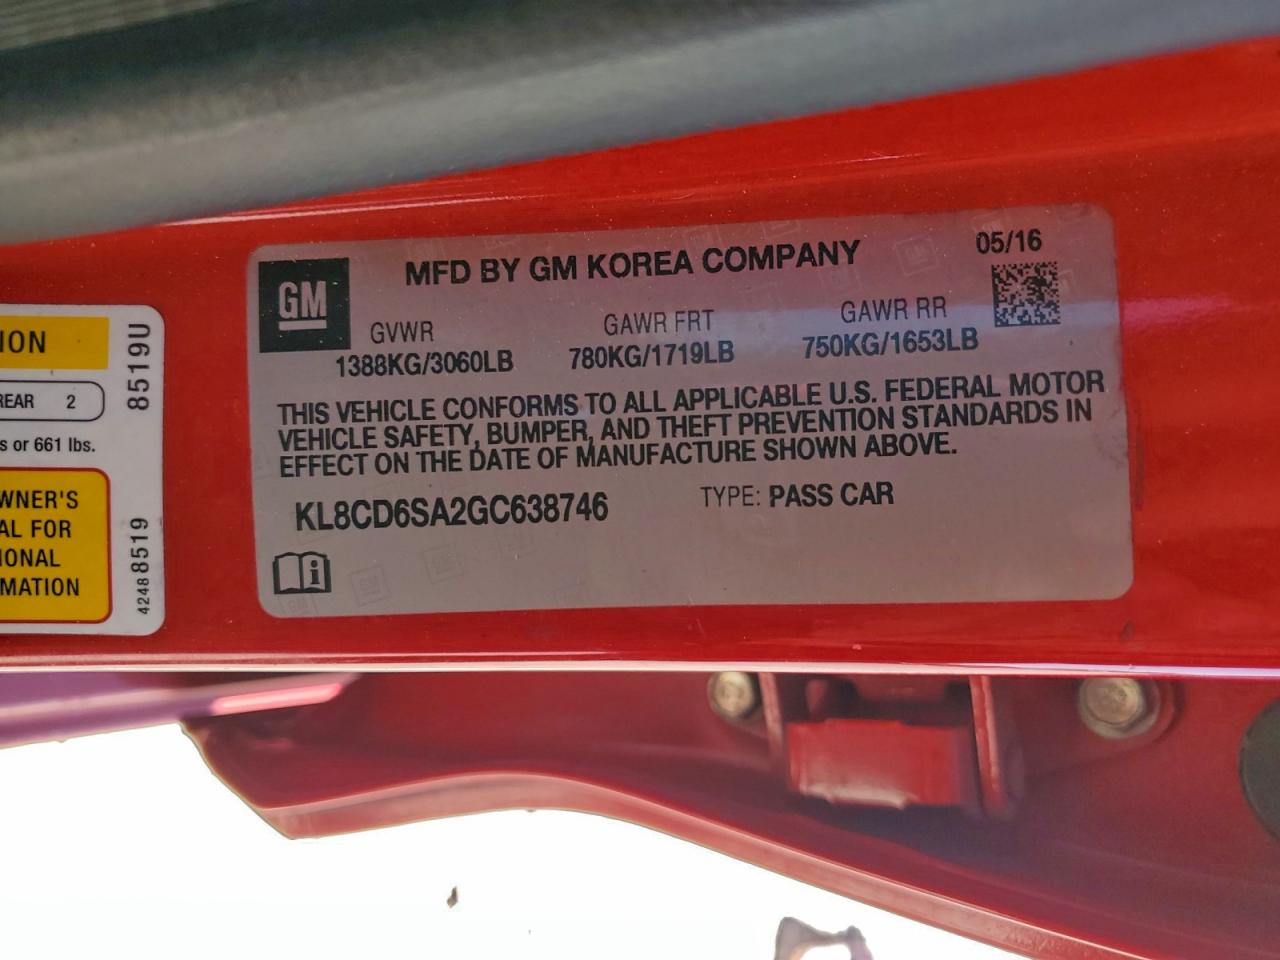 GM
MFD BY GM KOREA COMPANY
05/16
GVWR
GAWR FRT
GAWR RR
1388KG/3060LB
780KG/1719LB
750KG/1653LB
THIS VEHICLE CONFORMS TO ALL APPLICABLE U.S. FEDERAL MOTOR
VEHICLE SAFETY, BUMPER, AND THEFT PREVENTION STANDARDS IN
EFFECT ON THE DATE OF MANUFACTURE SHOWN ABOVE.
KL8CD6SA2GC638746
TYPE: PASS CAR
i
ION
REAR 2
s or 661 lbs.
WNER'S
AL FOR
IONAL
MATION
8519U
42488519